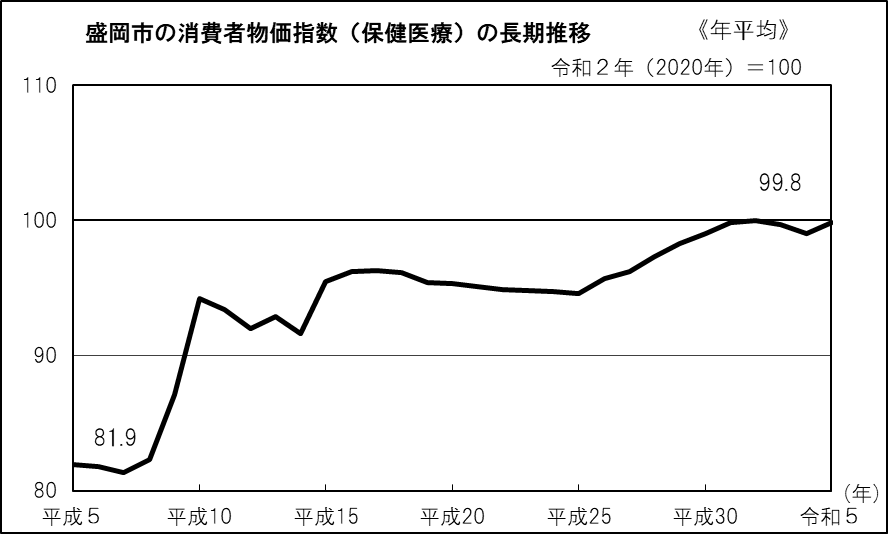 盛岡市の消費者物価指数（保健医療）の長期推移
《年平均》
令和２年（2020年）＝100
110
100
90
80
99.8
81.9
平成５ 平成10 平成15 平成20 平成25 平成30 令和５
（年）